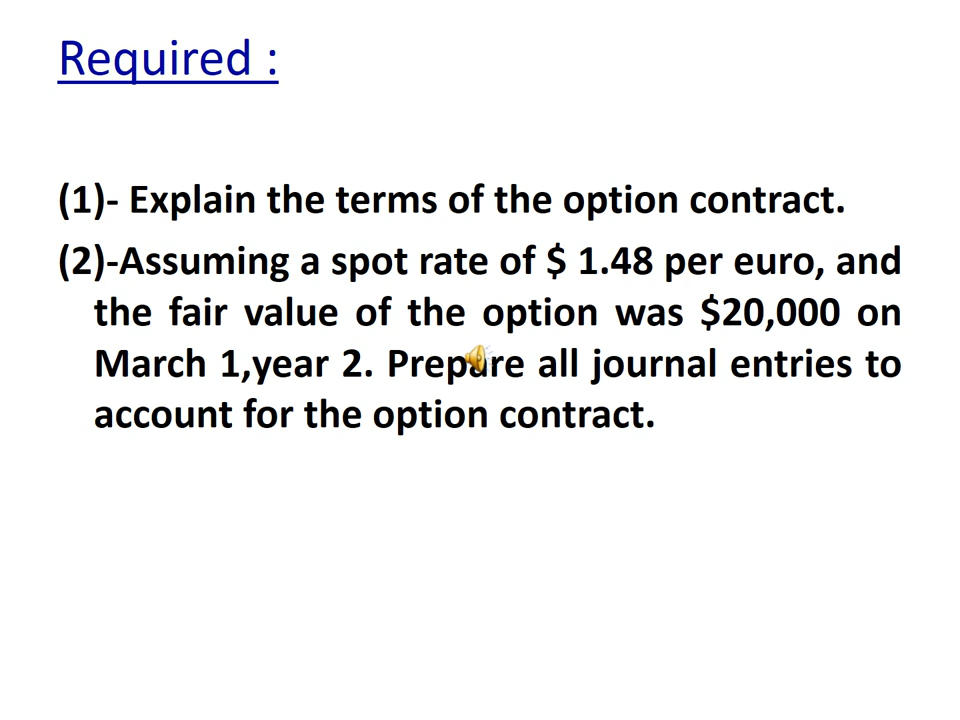 Required :
(1)- Explain the terms of the option contract.
(2)-Assuming a spot rate of $ 1.48 per euro, and
the fair value of the option was $20,000 on
March 1,year 2. Prepare all journal entries to
account for the option contract.